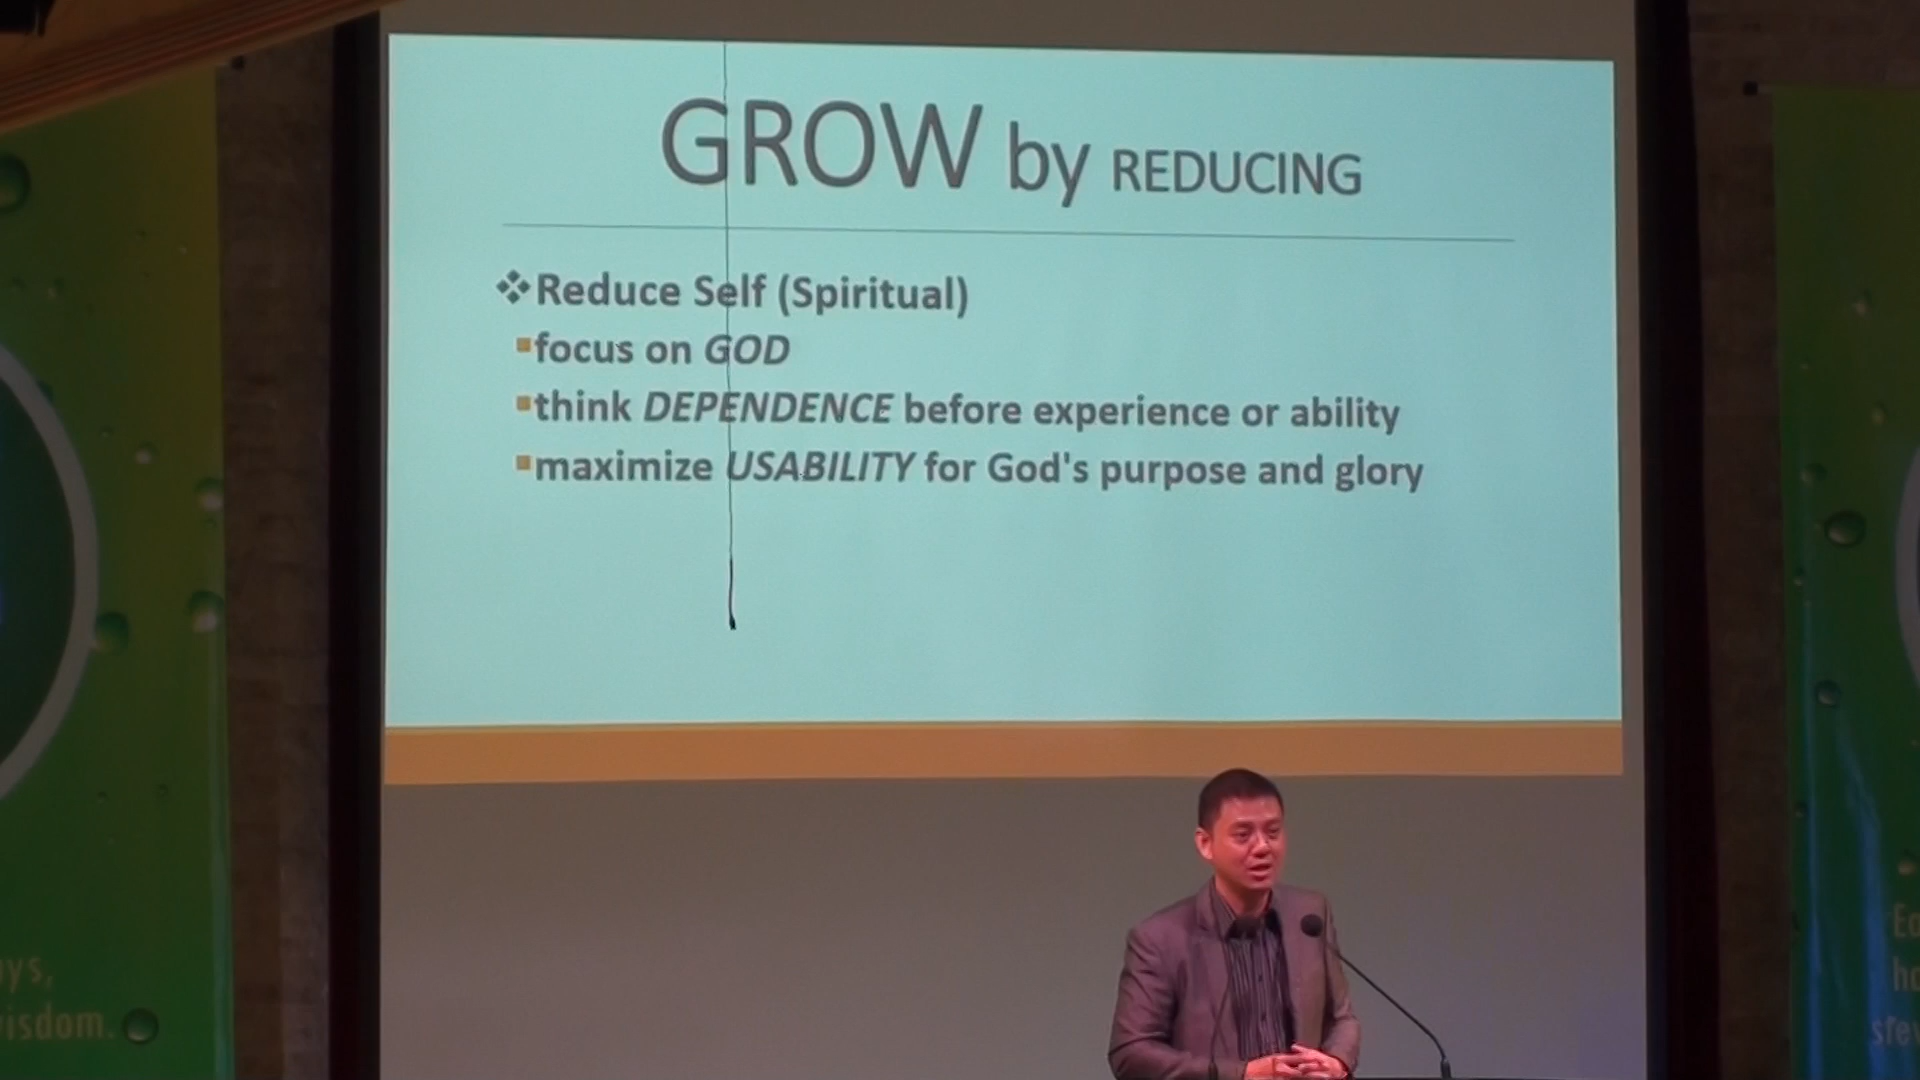 GROW by REDUCING
❖Reduce Self (Spiritual)
▪focus on GOD
▪think DEPENDENCE before experience or ability
▪maximize USABILITY for God's purpose and glory